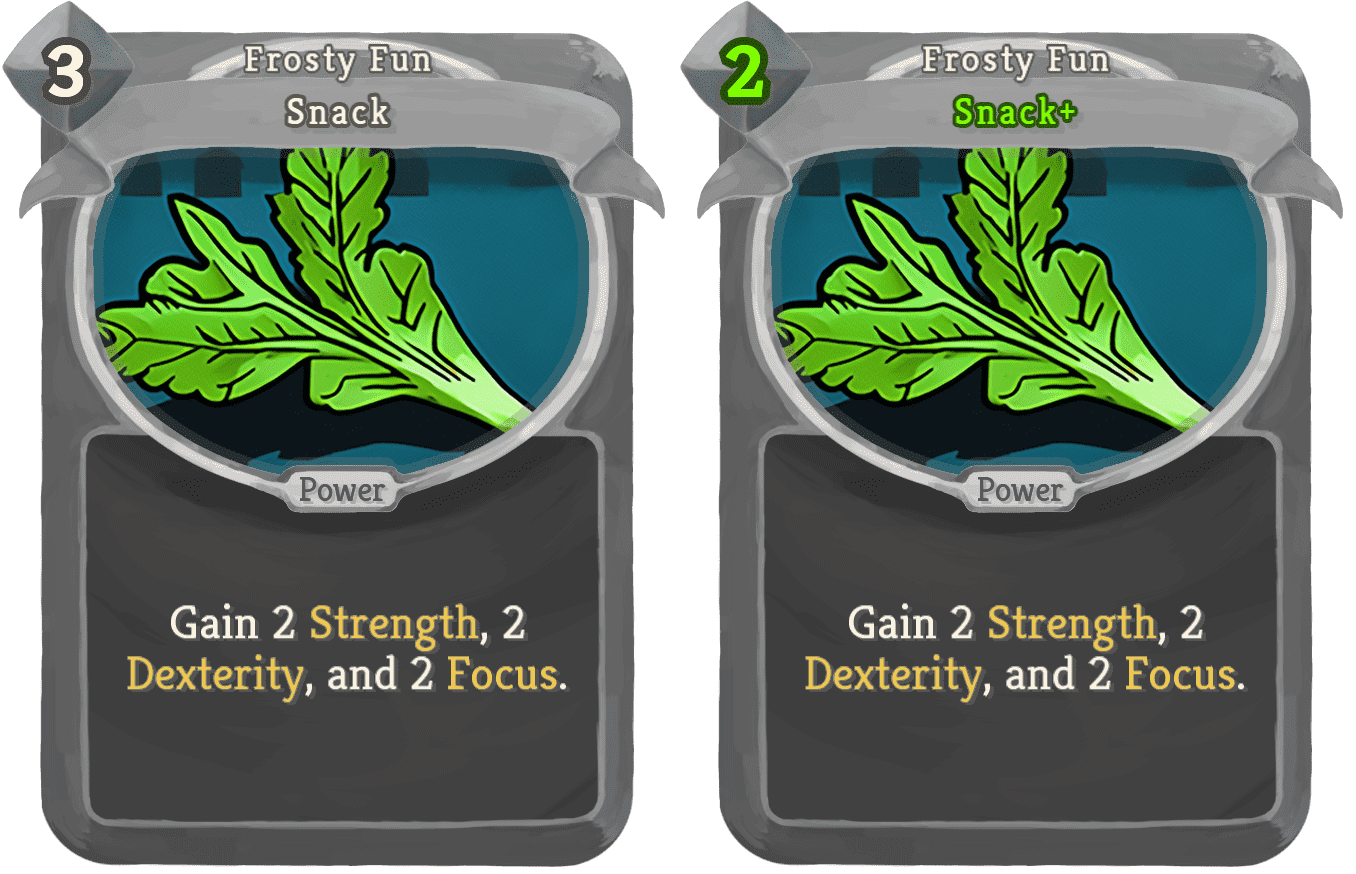 3
Frosty Fun
Snack
Power
Gain 2 Strength, 2
Dexterity, and 2 Focus.
2
Frosty Fun
Snack+
Power
Gain 2 Strength, 2
Dexterity, and 2 Focus.